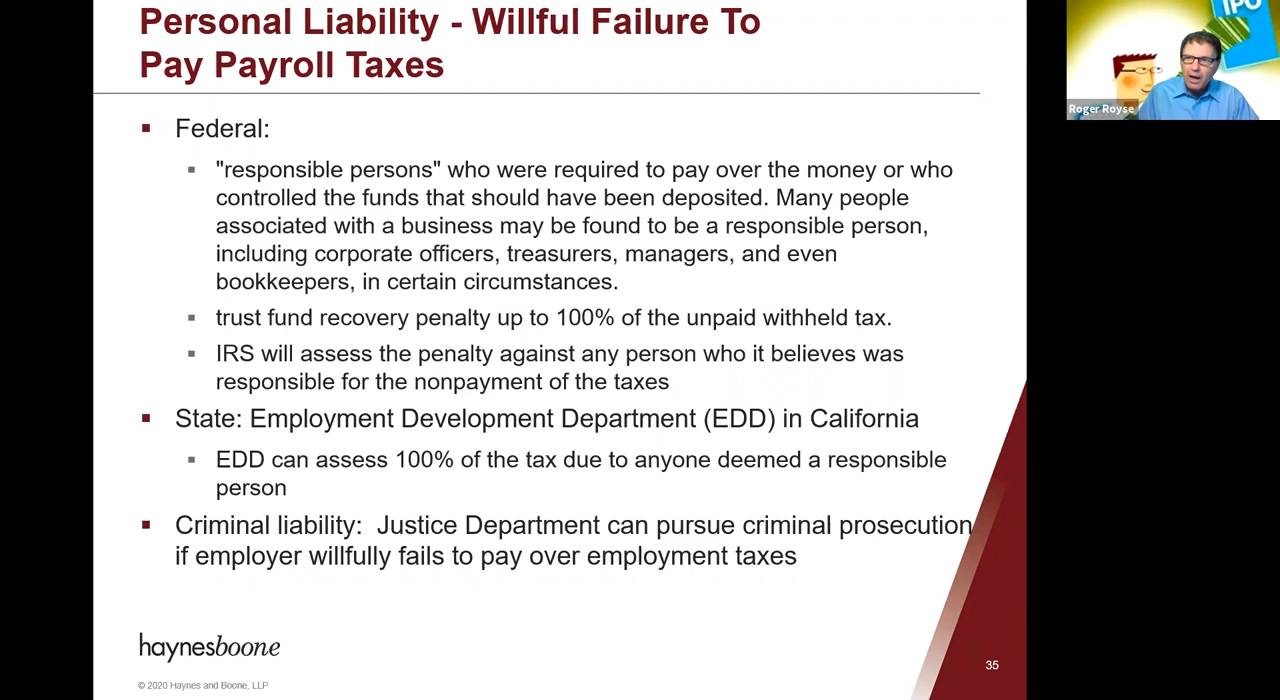 Personal Liability - Willful Failure To
Pay Payroll Taxes
Federal:
"responsible persons" who were required to pay over the money or who
controlled the funds that should have been deposited. Many people
associated with a business may be found to be a responsible person,
including corporate officers, treasurers, managers, and even
bookkeepers, in certain circumstances.
trust fund recovery penalty up to 100% of the unpaid withheld tax.
IRS will assess the penalty against any person who it believes was
responsible for the nonpayment of the taxes
State: Employment Development Department (EDD) in California
EDD can assess 100% of the tax due to anyone deemed a responsible
person
Criminal liability:  Justice Department can pursue criminal prosecution
if employer willfully fails to pay over employment taxes
haynesboone
© 2020 Haynes and Boone, LLP
35
IPO
Roger Royse